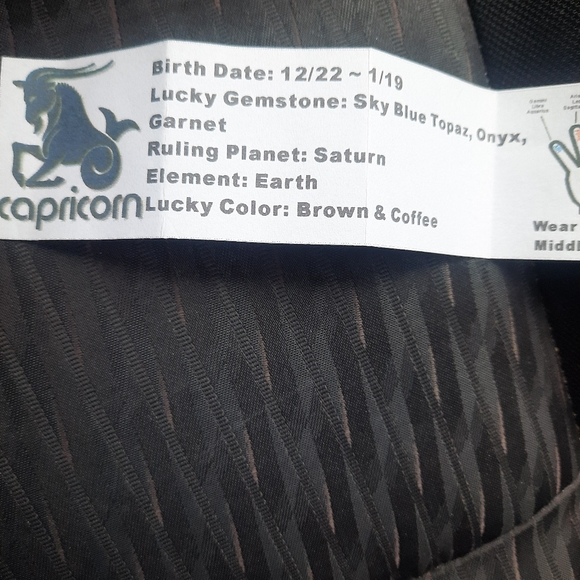 Birth Date: 12/22 ~ 1/19
Lucky Gemstone: Sky Blue Topaz, Onyx,
Garnet
Ruling Planet: Saturn
Element: Earth
capricorn
Lucky Color: Brown & Coffee
Wear